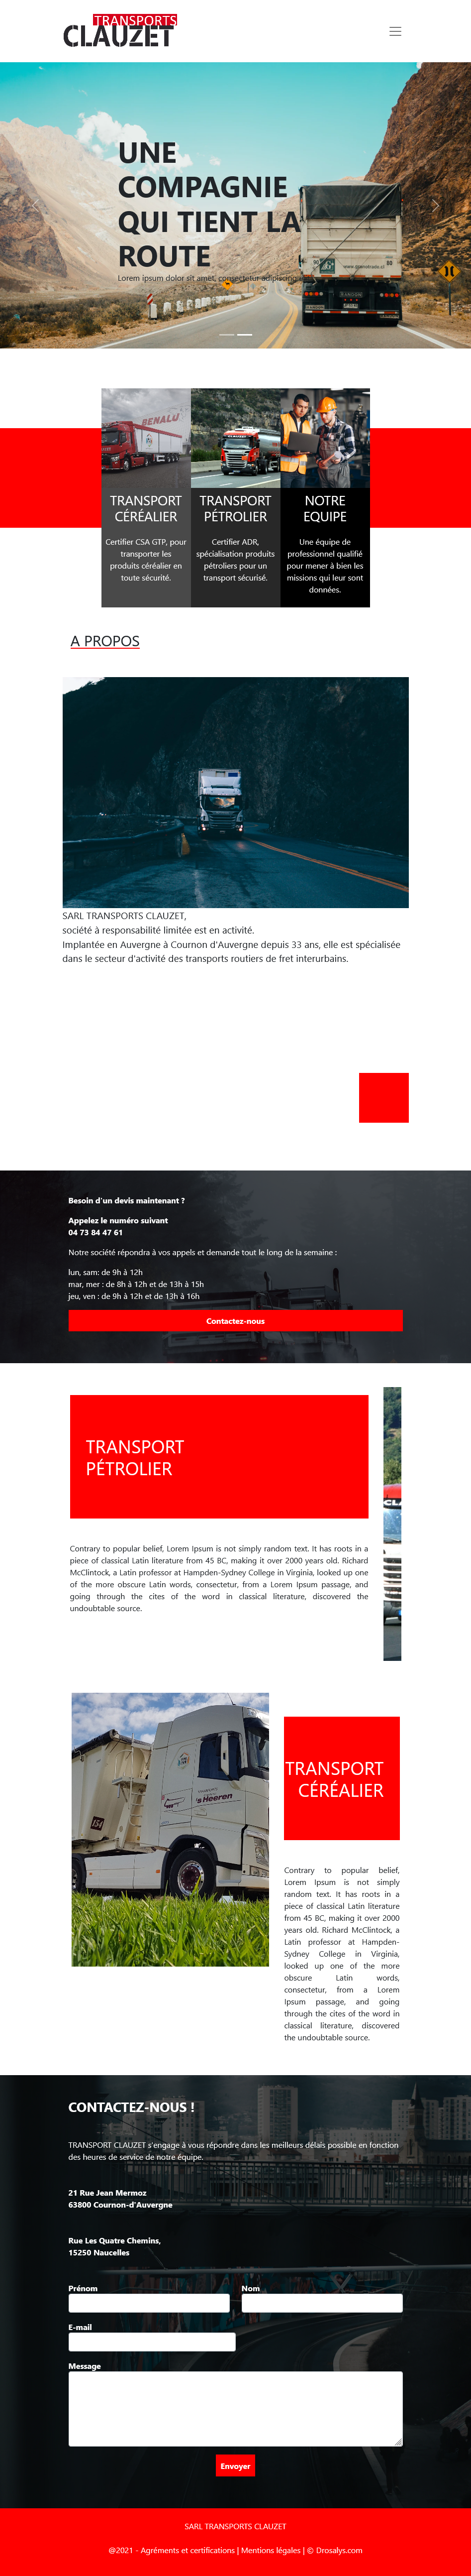 TRANSPORTS
CLAUZET
UNE
COMPAGNIE
QUI TIENT LA
ROUTE
Lorem ipsum dolor sit amet, consectetur adipisicing
BENALU
TRANSPORT
CÉRÉALIER
Certifier CSA GTP, pour
transporter les
produits céréalier en
toute sécurité.
TRANSPORT
PÉTROLIER
Certifier ADR,
spécialisation produits
pétroliers pour un
transport sécurisé.
NOTRE
EQUIPE
Une équipe de
professionnel qualifié
pour mener à bien les
missions qui leur sont
données.
A PROPOS
SARL TRANSPORTS CLAUZET,
société à responsabilité limitée est en activité.
Implantée en Auvergne à Cournon d'Auvergne depuis 33 ans, elle est spécialisée
dans le secteur d'activité des transports routiers de fret interurbains.
Besoin d'un devis maintenant ?
Appelez le numéro suivant
04 73 84 47 61
Notre société répondra à vos appels et demande tout le long de la semaine :
lun, sam: de 9h à 12h
mar, mer : de 8h à 12h et de 13h à 15h
jeu, ven : de 9h à 12h et de 13h à 16h
Contactez-nous
TRANSPORT
PÉTROLIER
Contrary to popular belief, Lorem Ipsum is not simply random text. It has roots in a
piece of classical Latin literature from 45 BC, making it over 2000 years old. Richard
McClintock, a Latin professor at Hampden-Sydney College in Virginia, looked up one
of the more obscure Latin words, consectetur, from a Lorem Ipsum passage, and
going through the cites of the word in classical literature, discovered the
undoubtable source.
's Heeren
TRANSPORT
CÉRÉALIER
Contrary to popular belief,
Lorem Ipsum is not simply
random text. It has roots in a
piece of classical Latin literature
from 45 BC, making it over 2000
years old. Richard McClintock, a
Latin professor at Hampden-
Sydney College in Virginia,
looked up one of the more
obscure Latin words,
consectetur, from a Lorem
Ipsum passage, and going
through the cites of the word in
classical literature, discovered
the undoubtable source.
CONTACTEZ-NOUS !
TRANSPORT CLAUZET s'engage à vous répondre dans les meilleurs délais possible en fonction
des heures de service de notre équipe.
21 Rue Jean Mermoz
63800 Cournon-d'Auvergne
Rue Les Quatre Chemins,
15250 Naucelles
Prénom
Nom
E-mail
Message
Envoyer
SARL TRANSPORTS CLAUZET
@2021 - Agréments et certifications | Mentions légales | © Drosalys.com